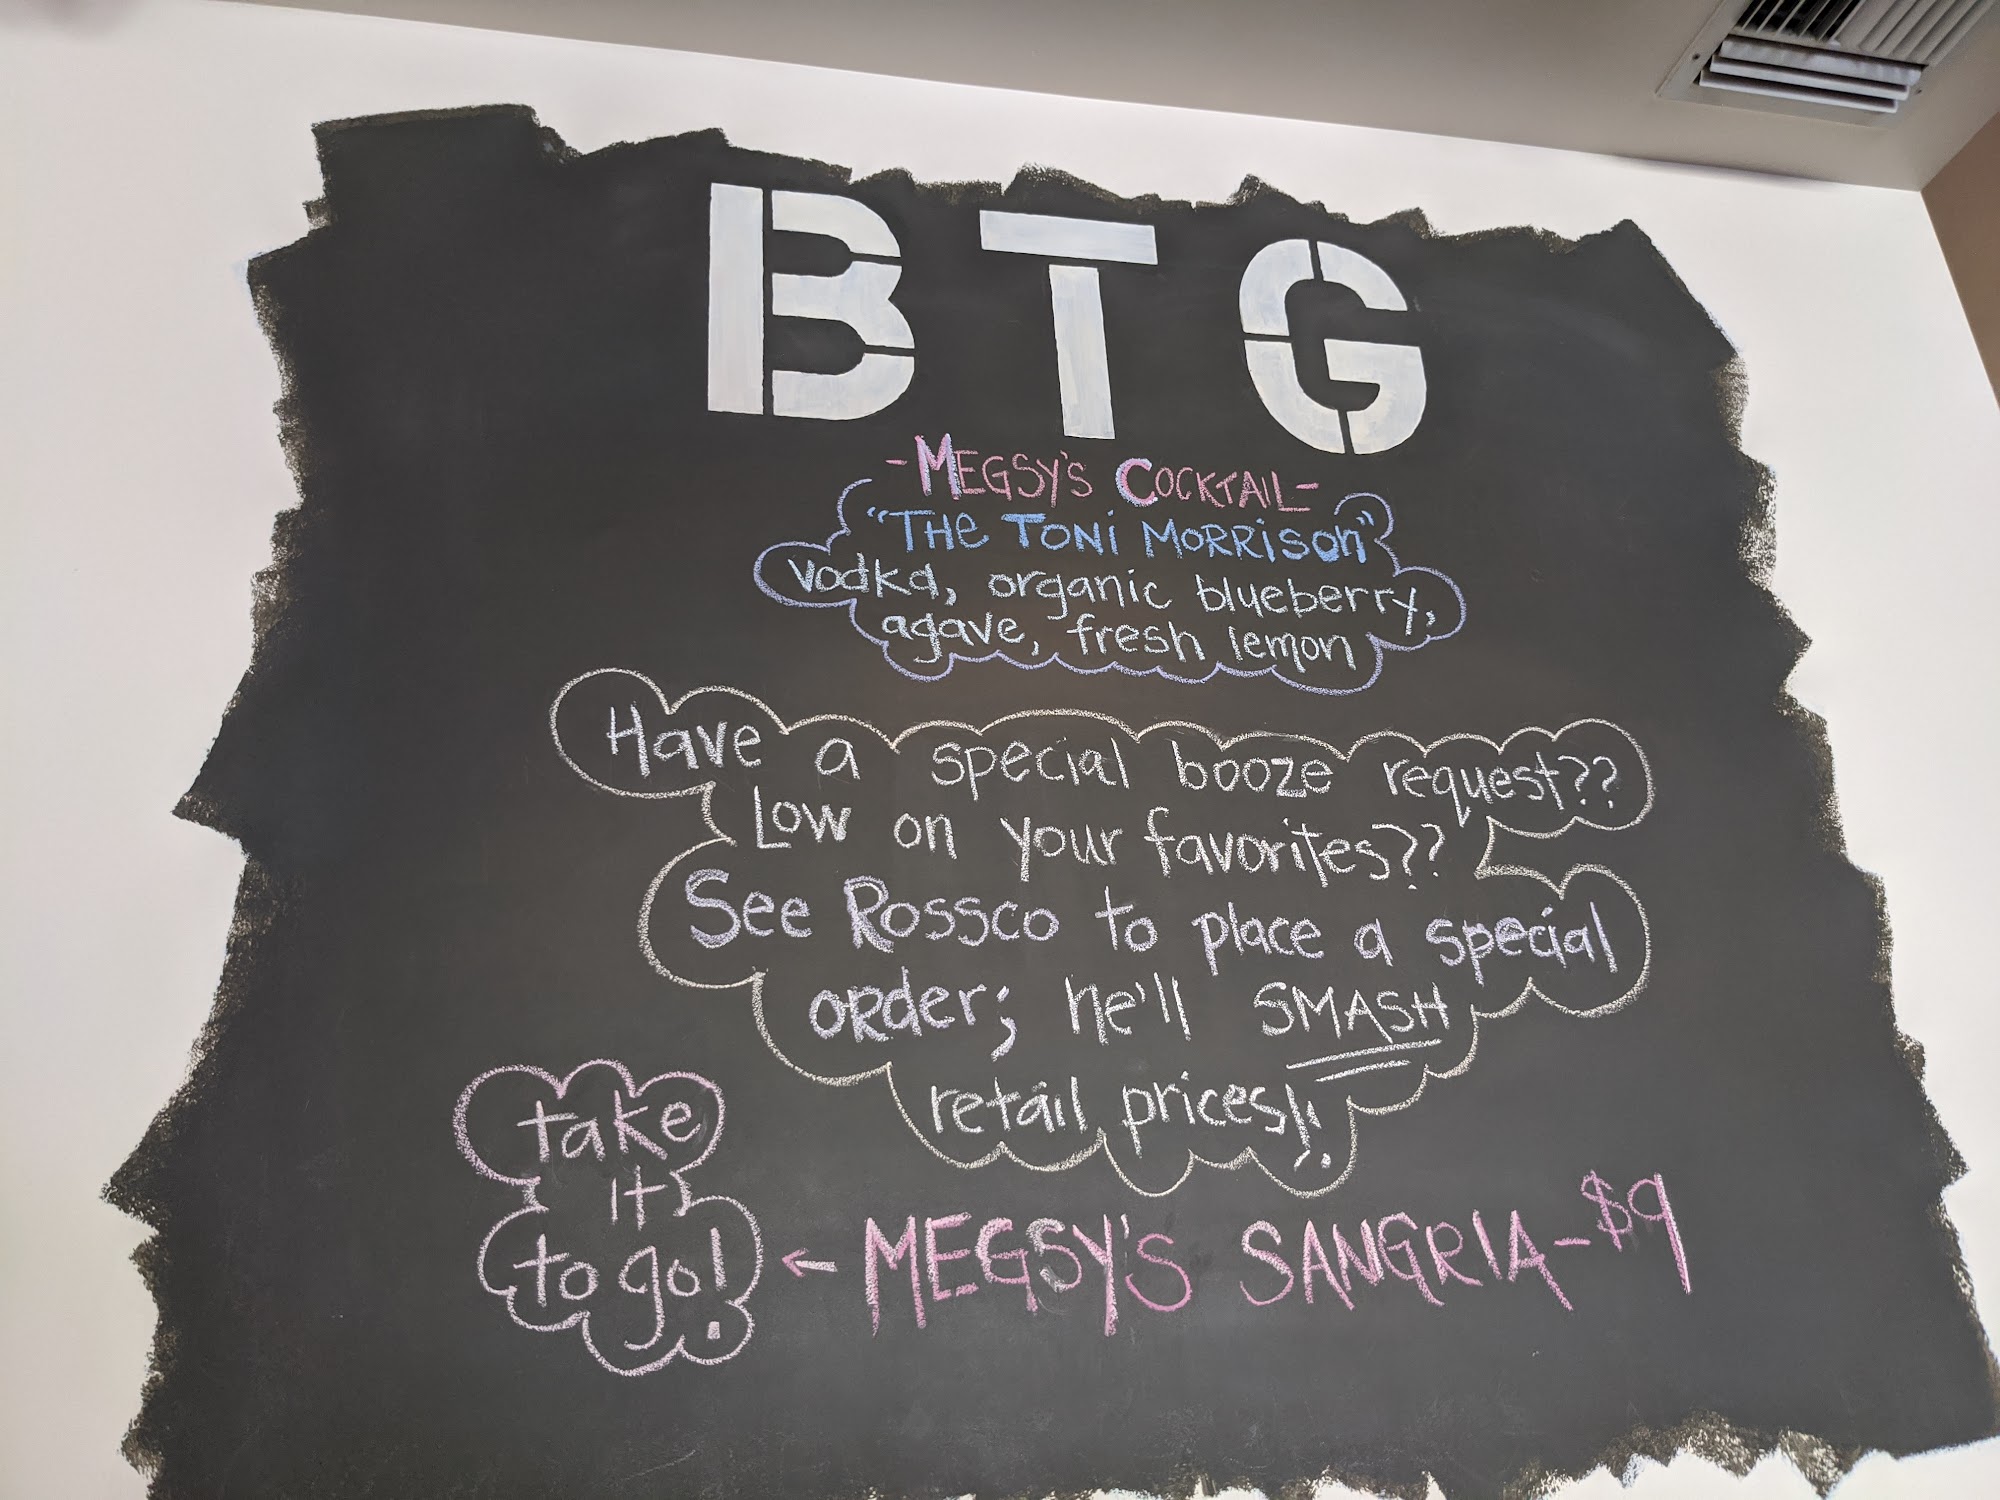 BTG
- MEGSY'S COCKTAIL -
"THE TONI MORRISON"
vodka, organic blueberry,
agave, fresh lemon
Have a special booze request??
Low on your favorites??
See Rossco to place a special
order; he'll SMASH
retail prices!!
take
it
to go!
← MEGSY'S SANGRIA - $9